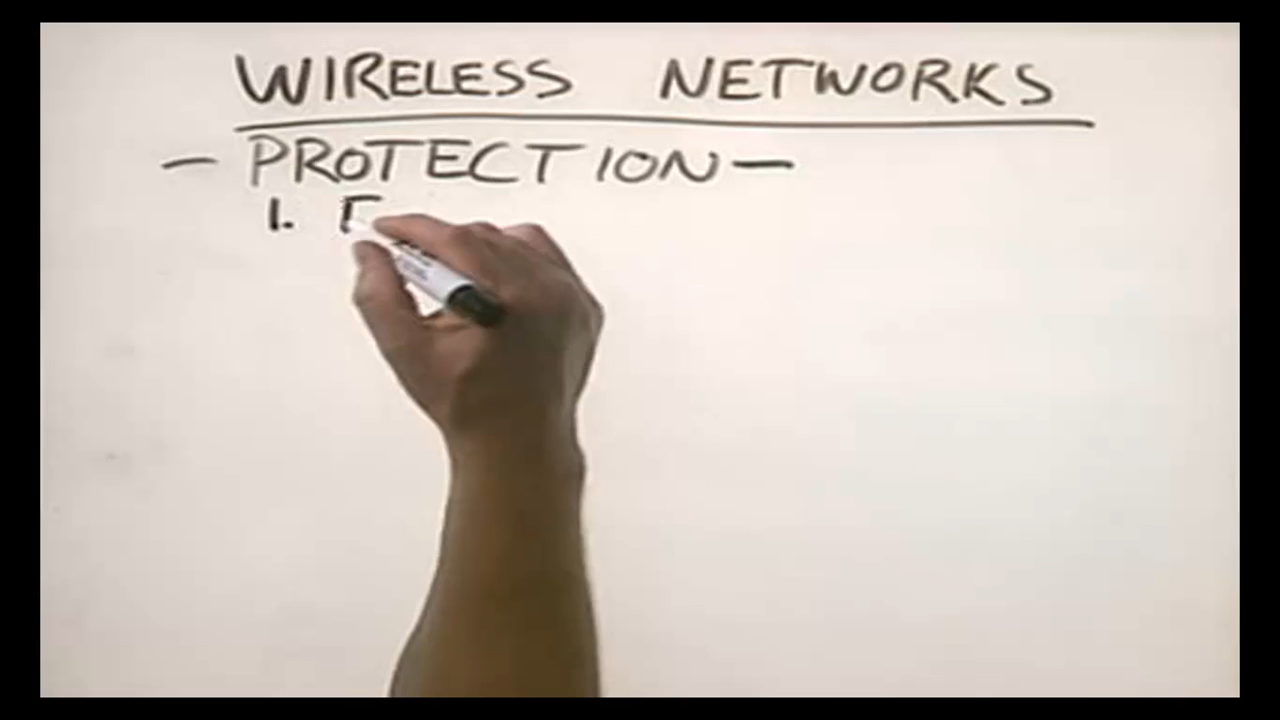 WIRELESS NETWORKS
- PROTECTION -
1.